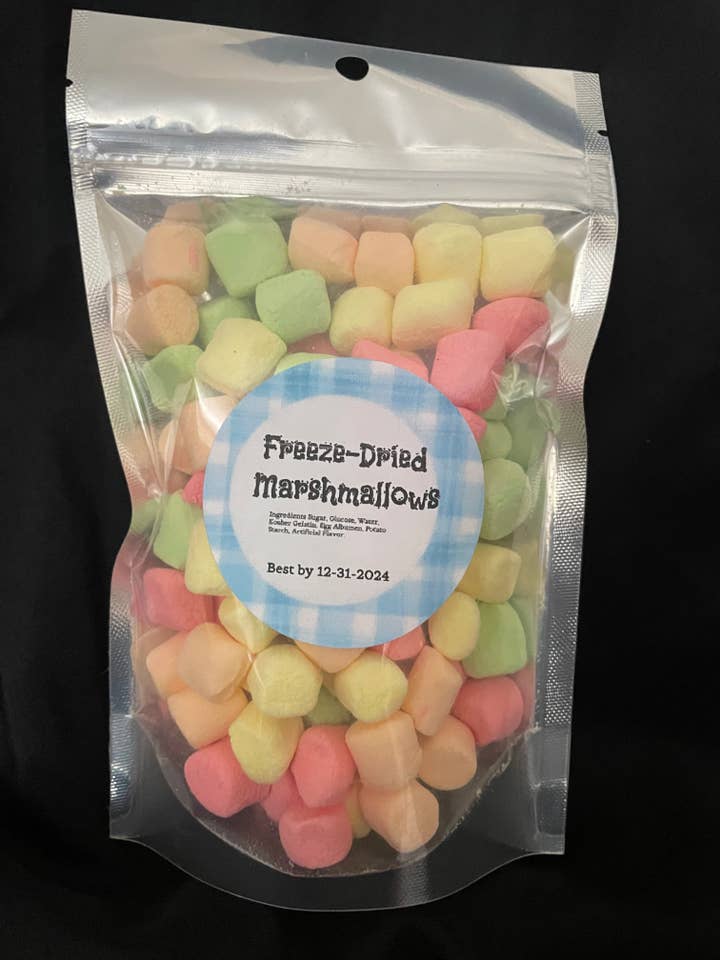 Freeze-Dried
Marshmallows
Ingredients Sugar, Glucose, Water,
Kosher Gelatin, Egg Albumen, Potato
Starch, Artificial Flavor.
Best by 12-31-2024